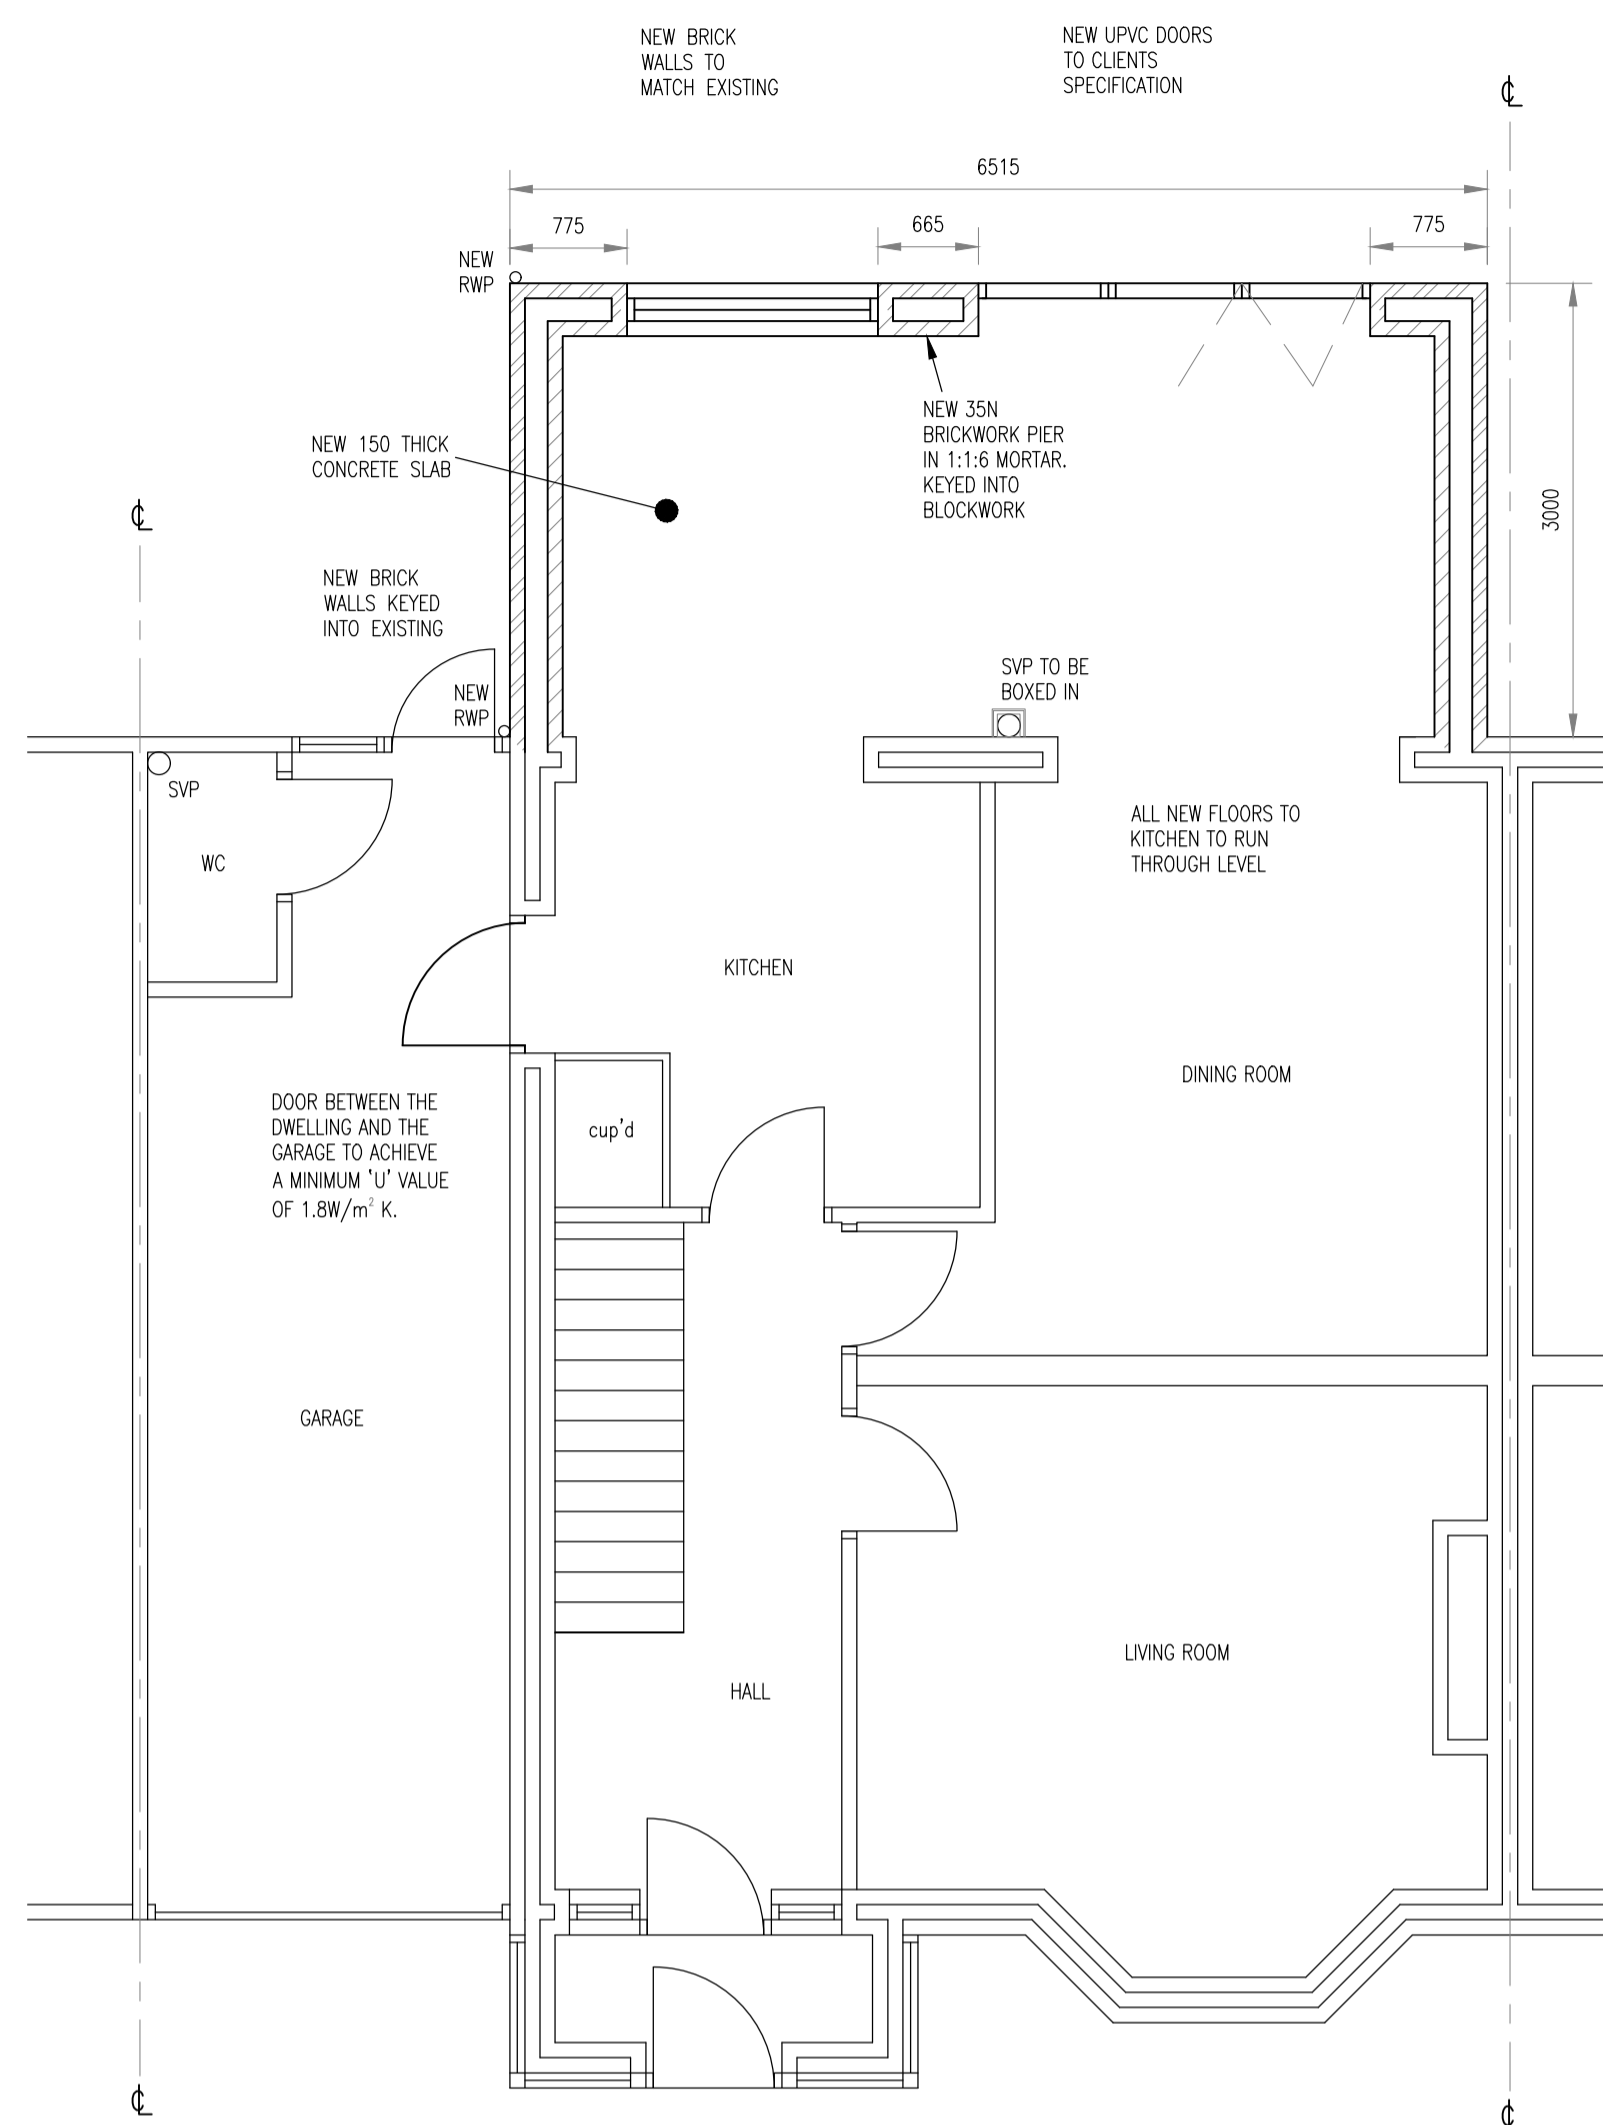 NEW BRICK
WALLS TO
MATCH EXISTING
NEW UPVC DOORS
TO CLIENTS
SPECIFICATION
℄
6515
775
665
775
NEW
RWP
NEW 35N
BRICKWORK PIER
IN 1:1:6 MORTAR.
KEYED INTO
BLOCKWORK
NEW 150 THICK
CONCRETE SLAB
3000
℄
NEW BRICK
WALLS KEYED
INTO EXISTING
NEW
RWP
SVP TO BE
BOXED IN
SVP
WC
ALL NEW FLOORS TO
KITCHEN TO RUN
THROUGH LEVEL
KITCHEN
DINING ROOM
DOOR BETWEEN THE
DWELLING AND THE
GARAGE TO ACHIEVE
A MINIMUM 'U' VALUE
OF 1.8W/m² K.
cup'd
GARAGE
LIVING ROOM
HALL
℄
℄